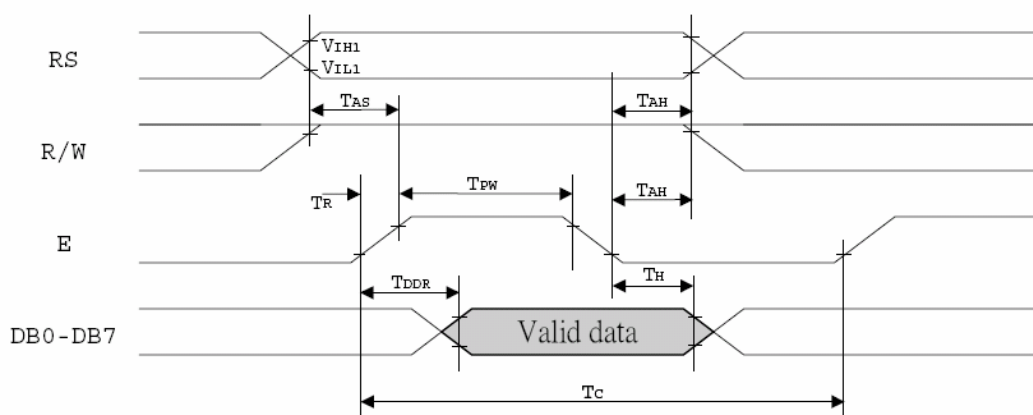 RS
VIH1
VIL1
TAS
TAH
R/W
TR
TPW
TAH
E
TDDR
TH
DB0-DB7
Valid data
TC